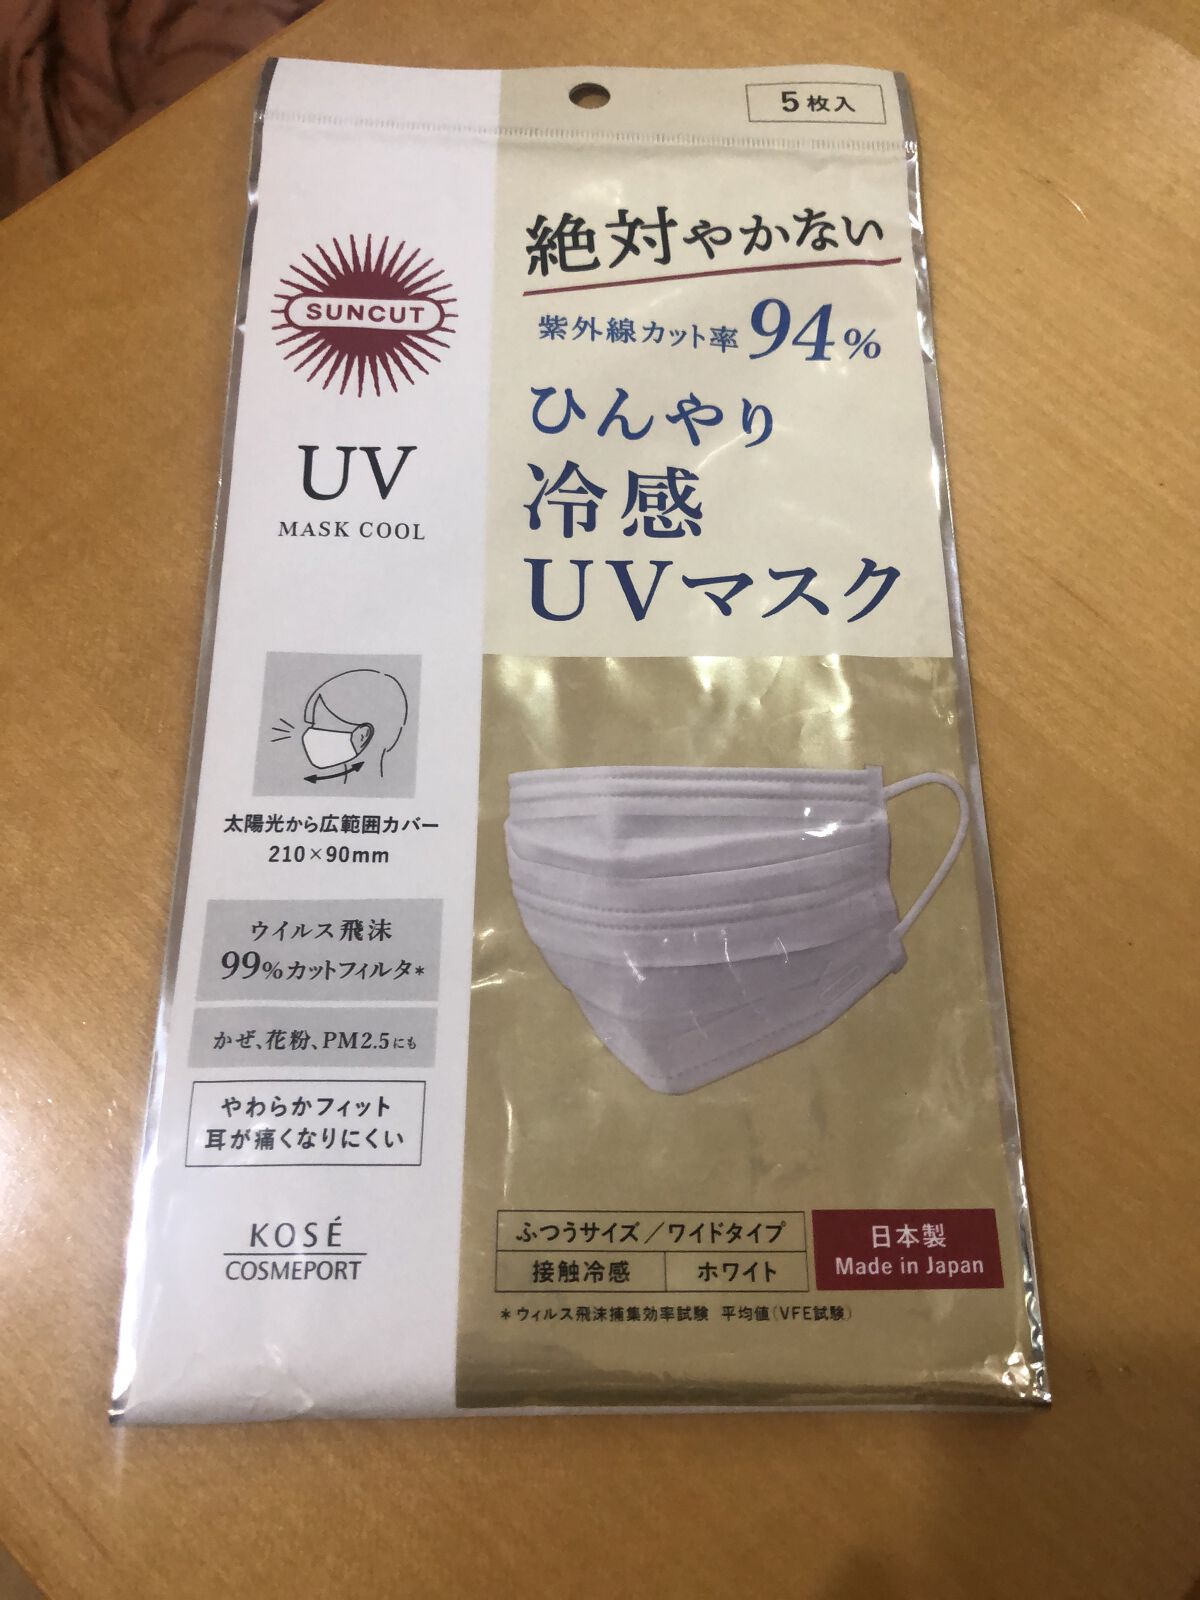 5枚入
絶対やかない
紫外線カット率94%
ひんやり
冷感
UVマスク
SUNCUT
UV
MASK COOL
太陽光から広範囲カバー
210×90mm
ウイルス飛沫
99%カットフィルタ*
かぜ、花粉、PM2.5にも
やわらかフィット
耳が痛くなりにくい
KOSÉ
COSMEPORT
ふつうサイズ/ワイドタイプ
接触冷感 ホワイト
日本製
Made in Japan
*ウィルス飛沫捕集効率試験 平均値(VFE試験)